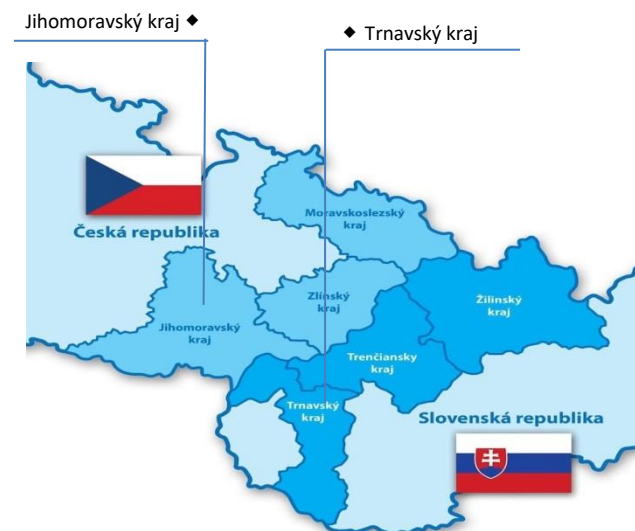 Jihomoravský kraj ◆
◆ Trnavský kraj
Moravskoslezský
kraj
Česká republika
Zlínský
kraj
Žilinský
kraj
Jihomoravský
kraj
Trenčiansky
kraj
Trnavský
kraj
Slovenská republika